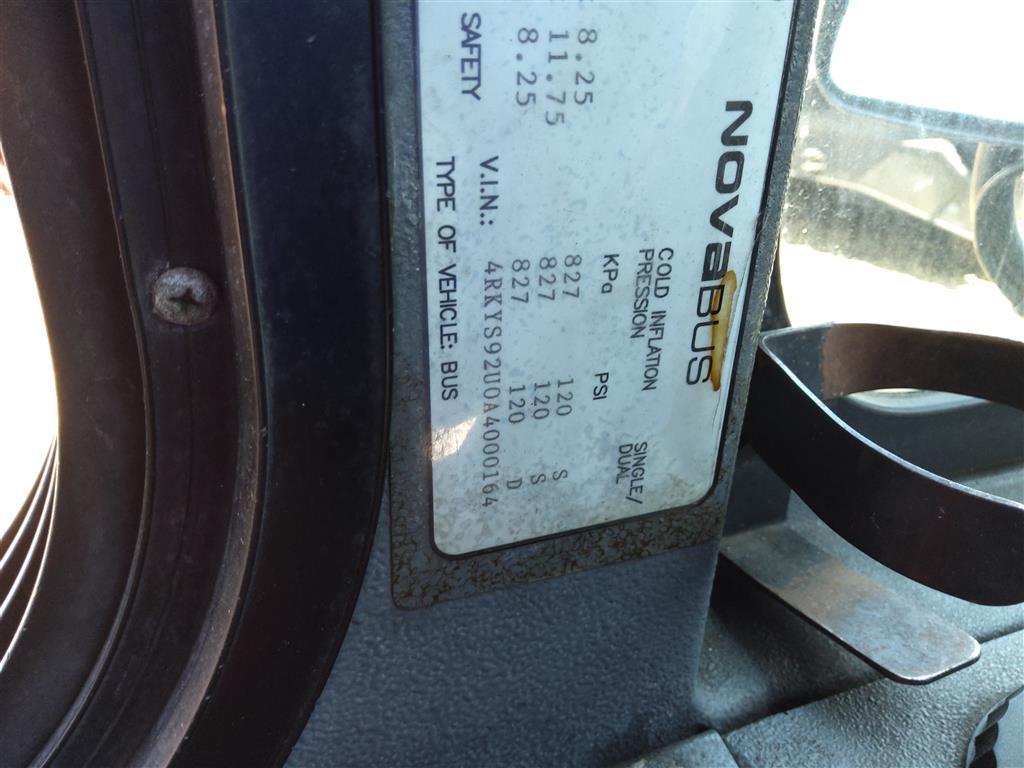 NOVaBUS
COLD INFLATION SINGLE/
PRESSION DUAL
KPa PSI
8.25 827 120 S
11.75 827 120 S
8.25 827 120 D
V.I.N.: 4RKYS92U0A4000164
SAFETY
TYPE OF VEHICLE: BUS